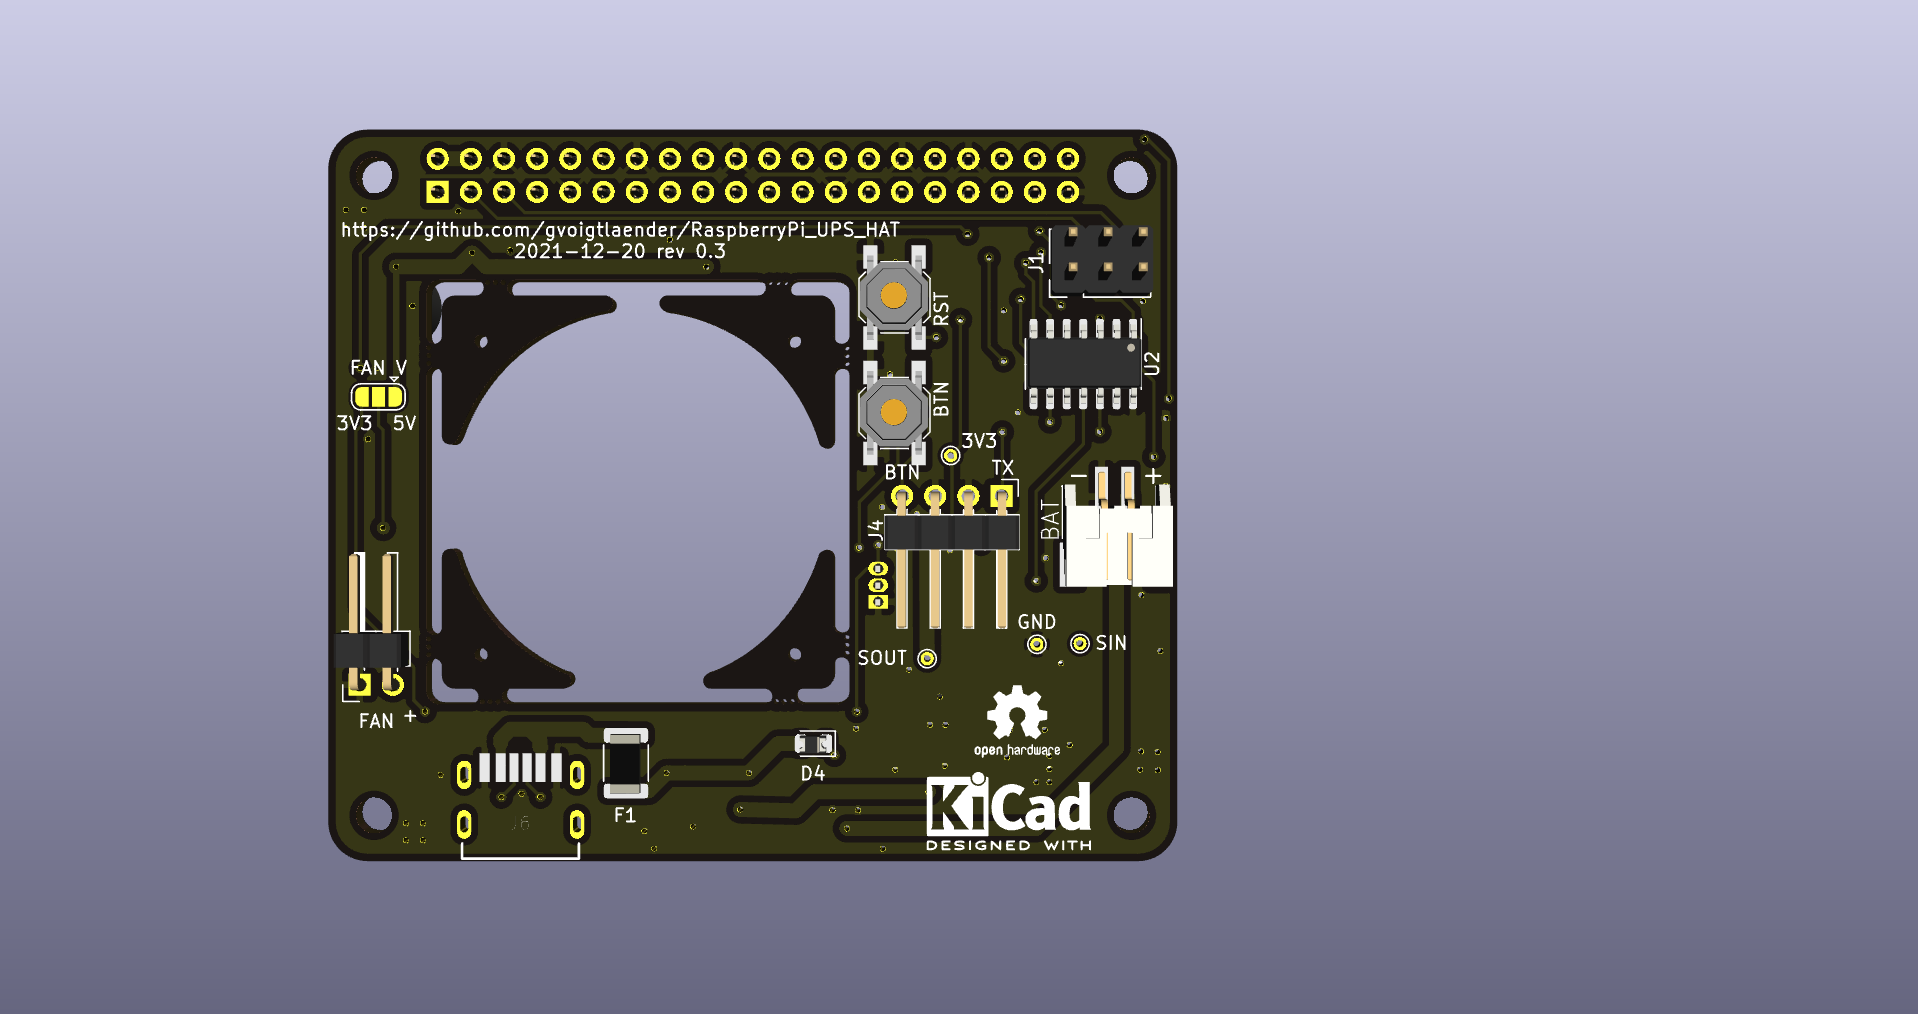 https://github.com/gvoigtlaender/RaspberryPi_UPS_HAT
2021-12-20 rev 0.3
J1
RST
FAN V
U2
3V3 5V
BTN
3V3
BTN
TX
- +
BAT
J4
GND
SIN
SOUT
FAN +
open hardware
D4
F1
J6
KiCad
DESIGNED WITH